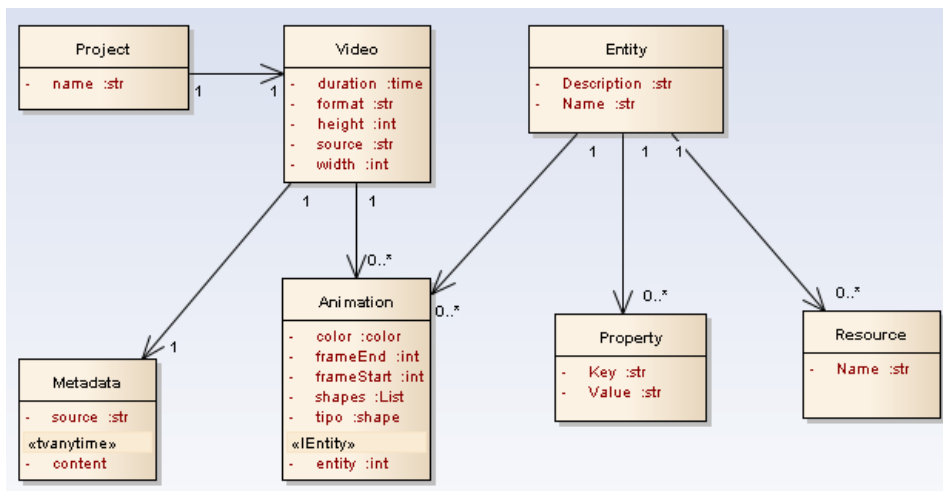 Project
- name :str
1
1
Video
- duration :time
- format :str
- height :int
- source :str
- width :int
Entity
- Description :str
- Name :str
1
1
1
1
1
0..*
0..*
0..*
0..*
1
Metadata
- source :str
«tvanytime»
- content
Animation
- color :color
- frameEnd :int
- frameStart :int
- shapes :List
- tipo :shape
«IEntity»
- entity :int
Property
- Key :str
- Value :str
Resource
- Name :str